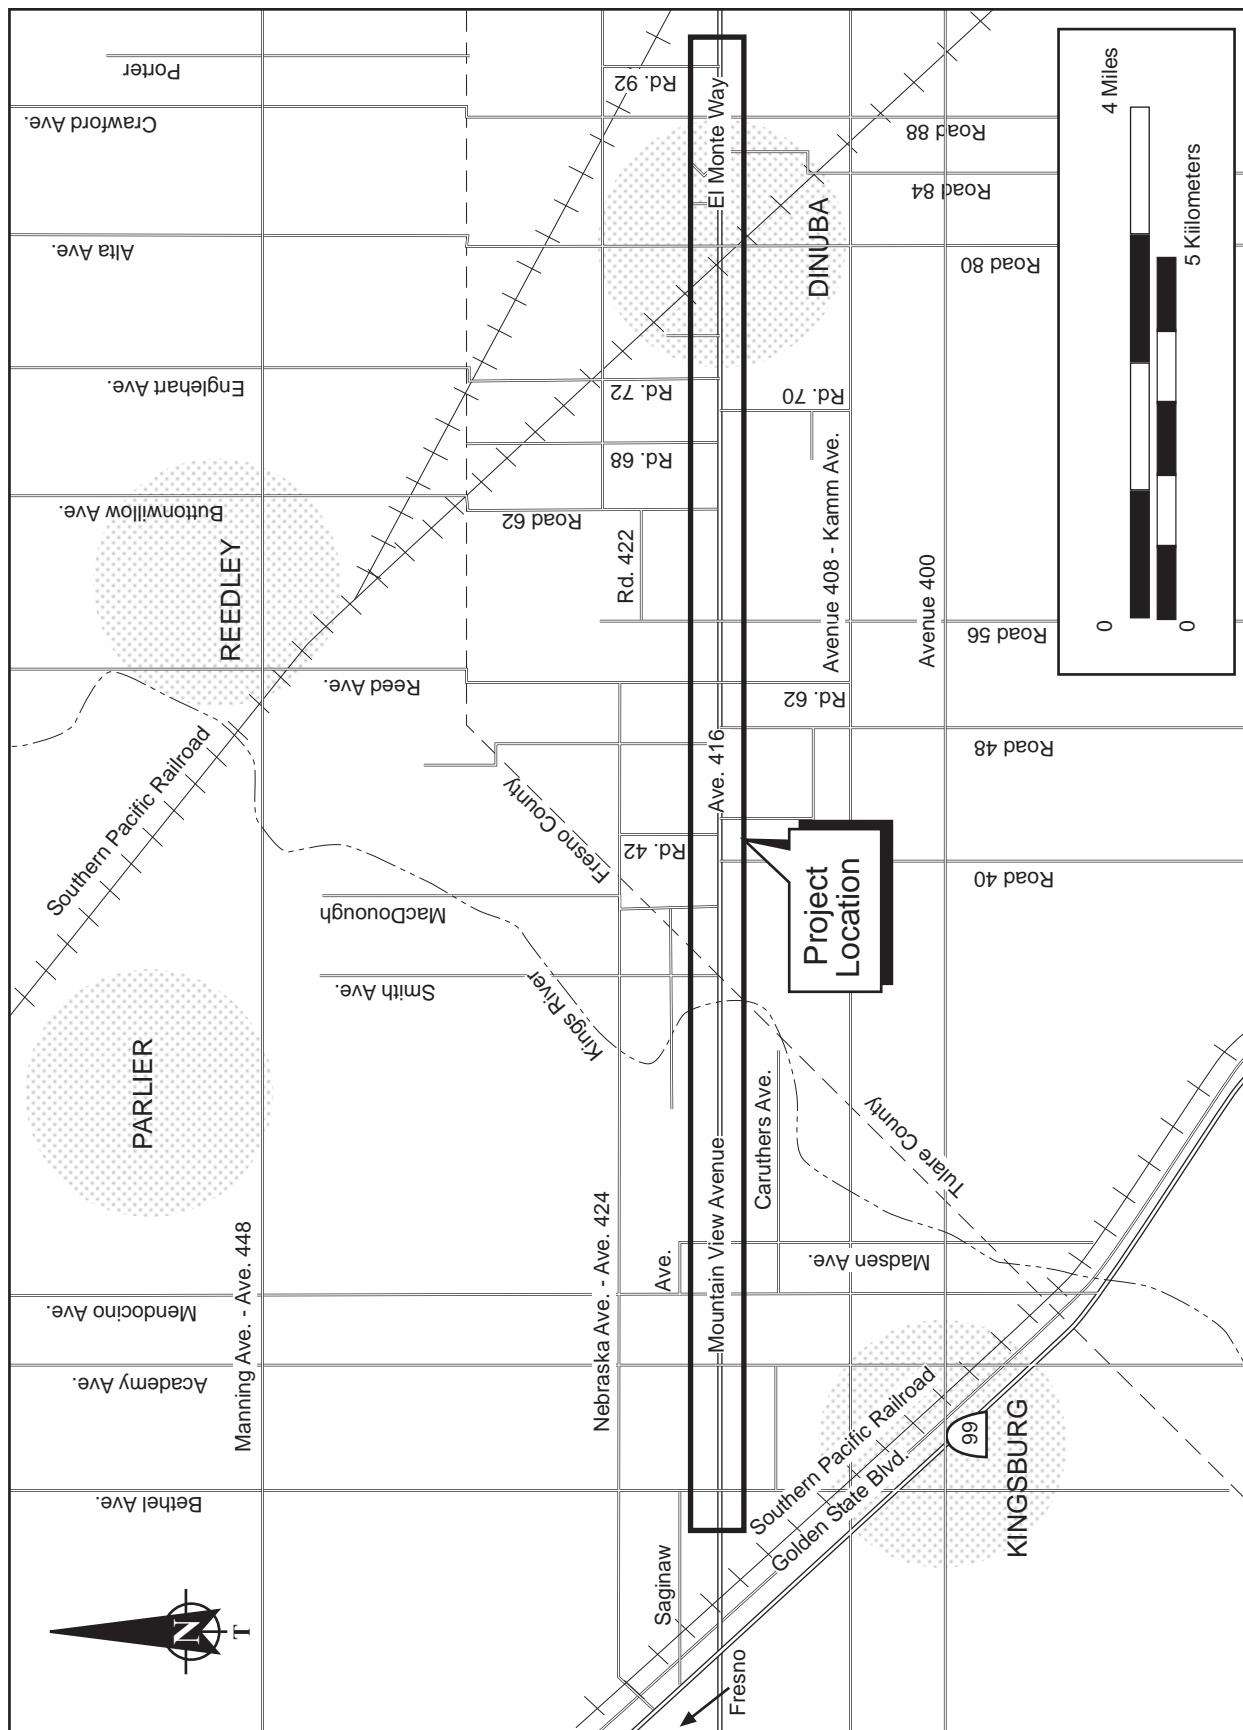 Bethel Ave.
Academy Ave.
Mendocino Ave.
PARLIER
Southern Pacific Railroad
Reed Ave.
REEDLEY
Buttonwillow Ave.
Englehart Ave.
Alta Ave.
Crawford Ave.
Porter
N
T
Manning Ave. - Ave. 448
Smith Ave.
MacDouough
Kings River
Fresno County
Road 62
Rd. 68
Rd. 72
Rd. 92
Nebraska Ave. - Ave. 424
Rd. 42
Rd. 422
Saginaw
Ave.
Fresno
Mountain View Avenue
Ave. 416
El Monte Way
Southern Pacific Railroad
Golden State Blvd.
Caruthers Ave.
Madsen Ave.
Project
Location
Rd. 62
Rd. 70
DINUBA
Avenue 408 - Kamm Ave.
Tulare County
99
KINGSBURG
Avenue 400
Road 40
Road 48
Road 56
Road 80
Road 84
Road 88
0
4 Miles
0
5 Kiilometers